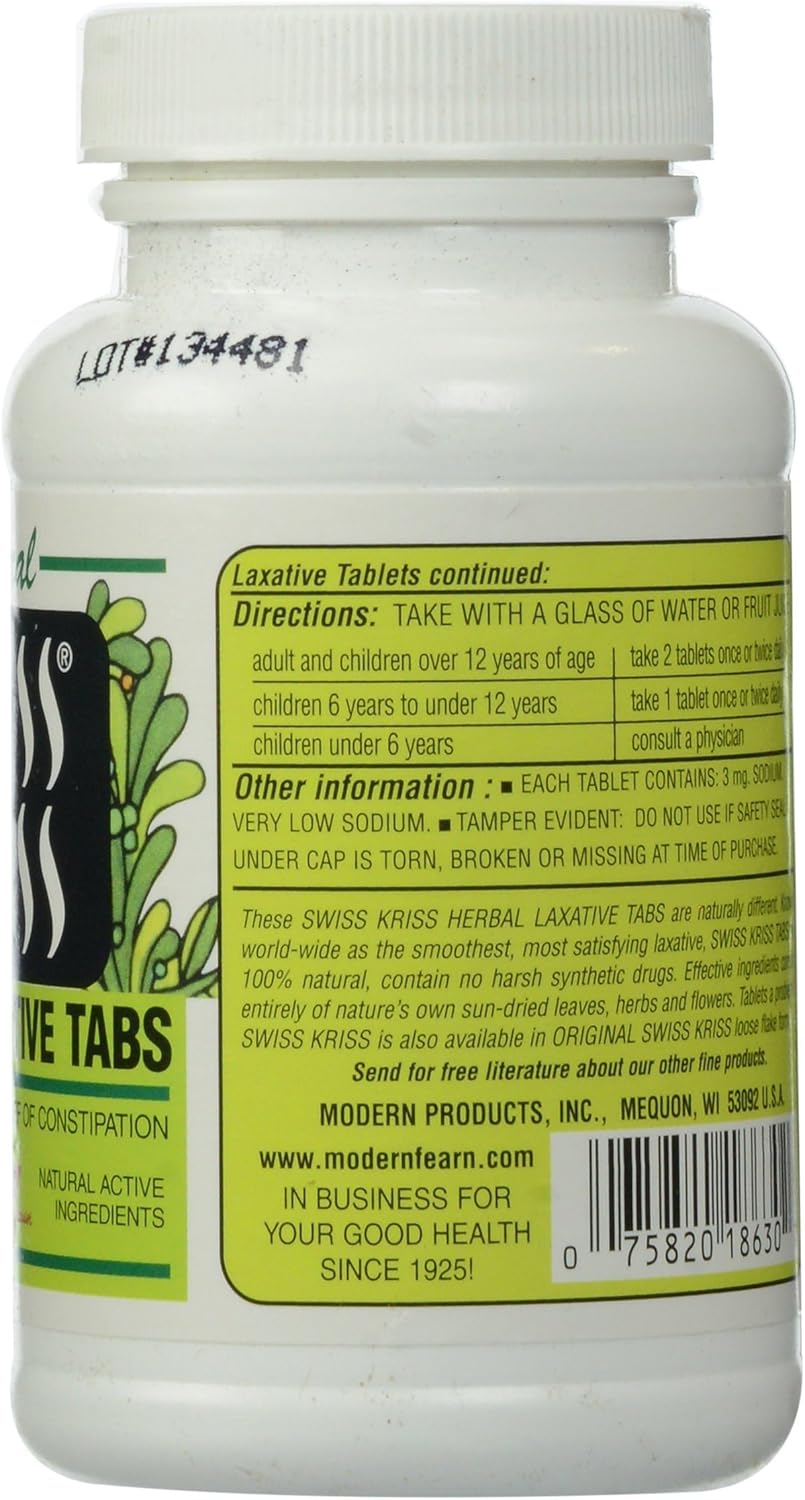 LOT#134481
al
®
IVE TABS
OF CONSTIPATION
NATURAL ACTIVE
INGREDIENTS
Laxative Tablets continued:
Directions: TAKE WITH A GLASS OF WATER OR FRUIT
adult and children over 12 years of age take 2 tablets once or twice
children 6 years to under 12 years take 1 tablet once or twice
children under 6 years consult a physician
Other information : ■ EACH TABLET CONTAINS: 3 mg. SODIUM,
VERY LOW SODIUM. ■ TAMPER EVIDENT: DO NOT USE IF SAFETY SEAL
UNDER CAP IS TORN, BROKEN OR MISSING AT TIME OF PURCHASE.
These SWISS KRISS HERBAL LAXATIVE TABS are naturally different.
world-wide as the smoothest, most satisfying laxative, SWISS KRISS TABS
100% natural, contain no harsh synthetic drugs. Effective ingredients
entirely of nature's own sun-dried leaves, herbs and flowers. Tablets
SWISS KRISS is also available in ORIGINAL SWISS KRISS loose flake
Send for free literature about our other fine products.
MODERN PRODUCTS, INC., MEQUON, WI 53092 U.S.A.
www.modernfearn.com
IN BUSINESS FOR
YOUR GOOD HEALTH
SINCE 1925!
0 75820 18630